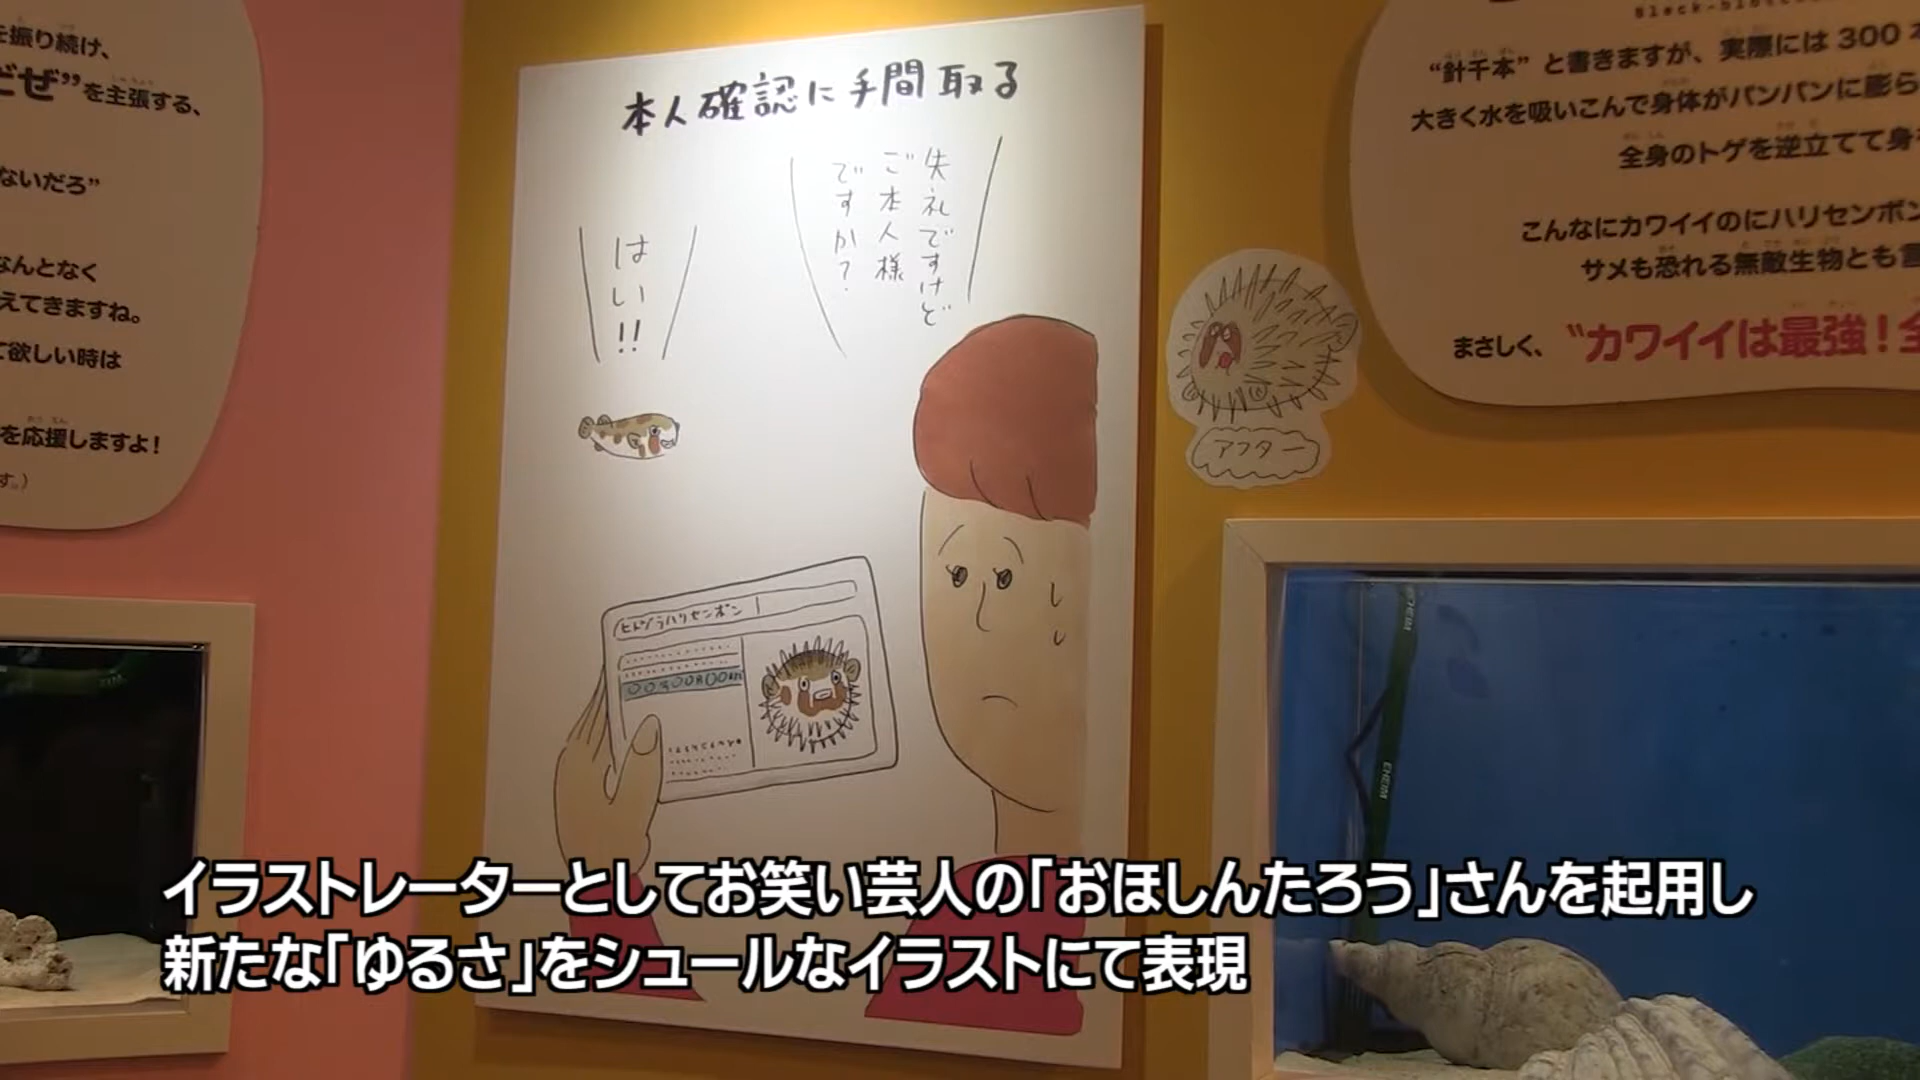 を振り続け、
だぜ”を主張する、
ないだろ”
なんとなく
えてきますね。
て欲しい時は
を応援しますよ！
す。）
本人確認に手間取る
失礼ですけど
ご本人様
ですか？
はい!!
ヒトヅラハリセンボン
アフター
“針千本” と書きますが、実際には 300
大きく水を吸いこんで身体がパンパンに膨ら
全身のトゲを逆立てて身
こんなにカワイイのにハリセンボン
サメも恐れる無敵生物とも言
まさしく、“カワイイは最強！全
EHEIM
EHEIM
イラストレーターとしてお笑い芸人の「おほしんたろう」さんを起用し
新たな「ゆるさ」をシュールなイラストにて表現